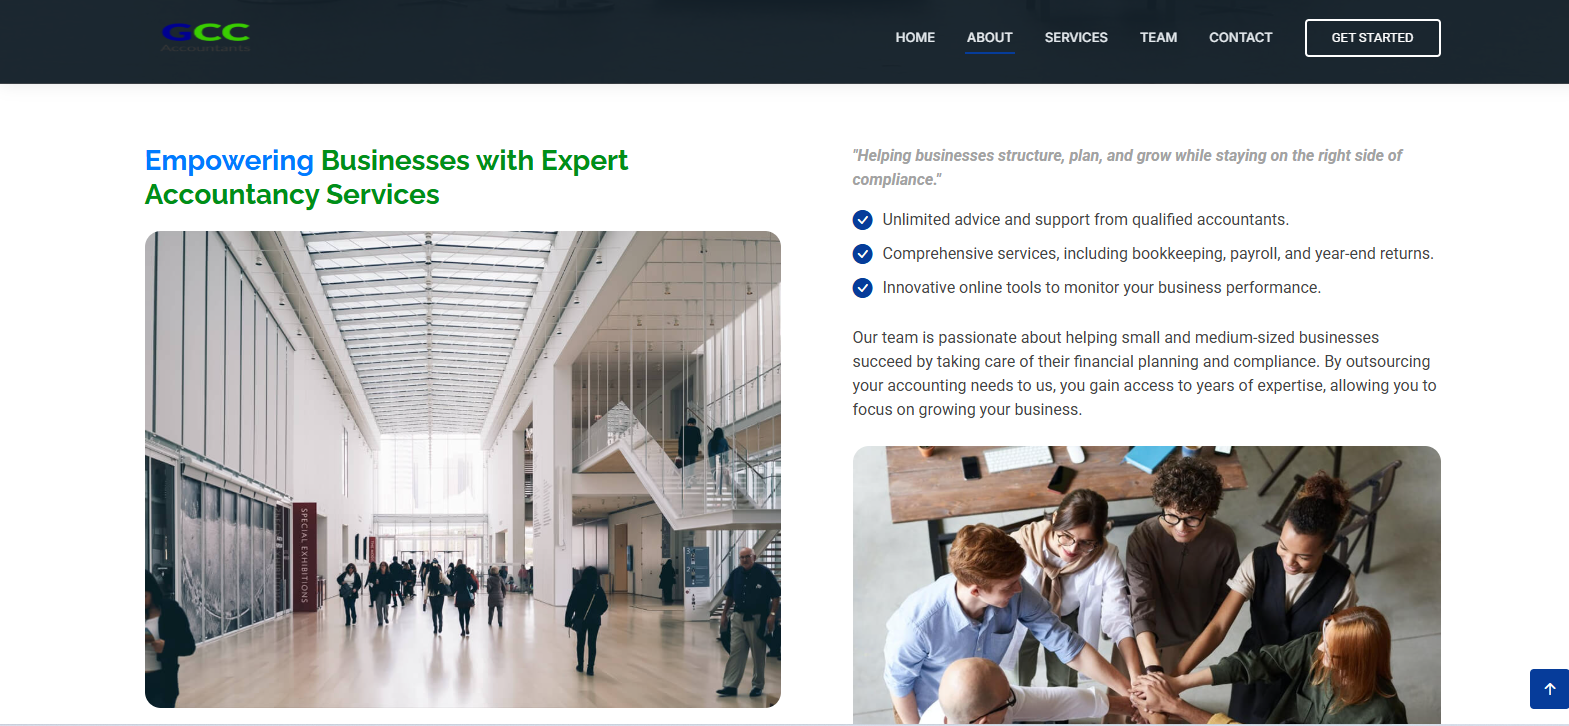 GCC
Accountants
HOME ABOUT SERVICES TEAM CONTACT GET STARTED
Empowering Businesses with Expert
Accountancy Services
SPECIAL EXHIBITIONS
"Helping businesses structure, plan, and grow while staying on the right side of
compliance."
Unlimited advice and support from qualified accountants.
Comprehensive services, including bookkeeping, payroll, and year-end returns.
Innovative online tools to monitor your business performance.
Our team is passionate about helping small and medium-sized businesses
succeed by taking care of their financial planning and compliance. By outsourcing
your accounting needs to us, you gain access to years of expertise, allowing you to
focus on growing your business.